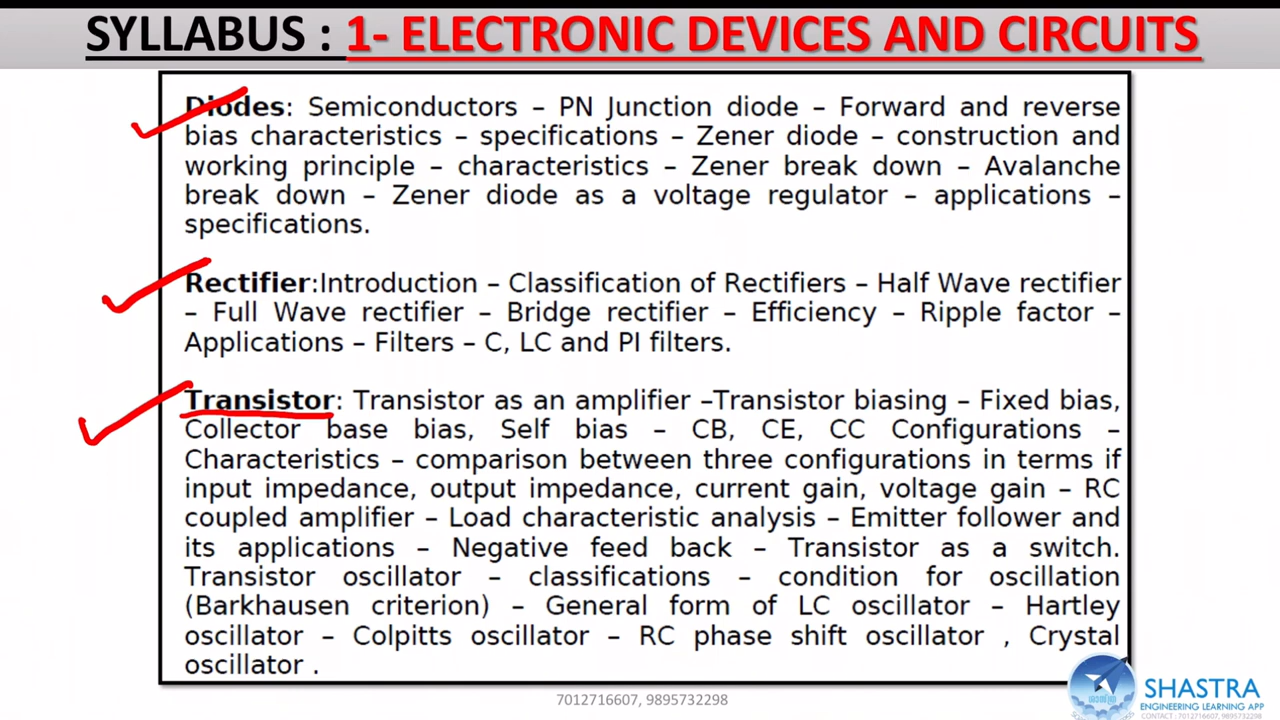 SYLLABUS : 1- ELECTRONIC DEVICES AND CIRCUITS
Diodes: Semiconductors – PN Junction diode – Forward and reverse
bias characteristics – specifications – Zener diode – construction and
working principle – characteristics – Zener break down – Avalanche
break down – Zener diode as a voltage regulator – applications –
specifications.
Rectifier:Introduction – Classification of Rectifiers – Half Wave rectifier
– Full Wave rectifier – Bridge rectifier – Efficiency – Ripple factor –
Applications – Filters – C, LC and PI filters.
Transistor: Transistor as an amplifier –Transistor biasing – Fixed bias,
Collector base bias, Self bias – CB, CE, CC Configurations –
Characteristics – comparison between three configurations in terms if
input impedance, output impedance, current gain, voltage gain – RC
coupled amplifier – Load characteristic analysis – Emitter follower and
its applications – Negative feed back – Transistor as a switch.
Transistor oscillator – classifications – condition for oscillation
(Barkhausen criterion) – General form of LC oscillator – Hartley
oscillator – Colpitts oscillator – RC phase shift oscillator , Crystal
oscillator .
7012716607, 9895732298
ശാസ്ത്ര
SHASTRA
ENGINEERING LEARNING APP
CONTACT : 7012716607, 9895732298